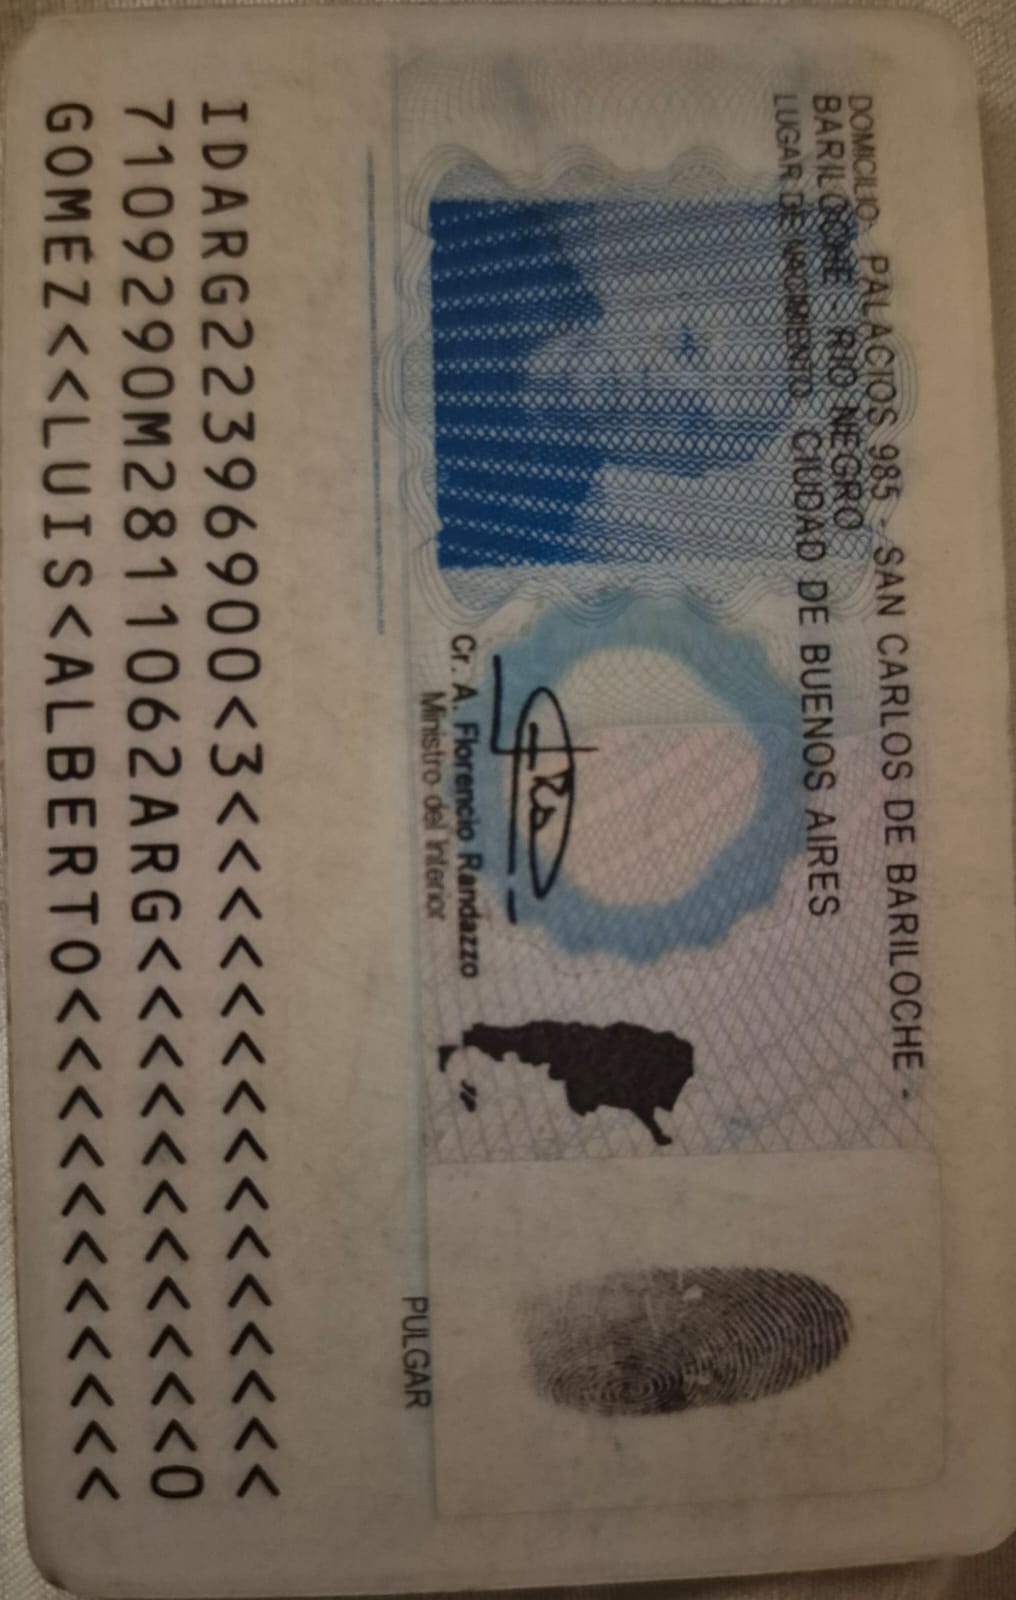 DOMICILIO: PALACIOS 985 - SAN CARLOS DE BARILOCHE -
BARILOCHE - RIO NEGRO
LUGAR DE NACIMIENTO: CIUDAD DE BUENOS AIRES
Cr. A. Florencio Randazzo
Ministro del Interior
PULGAR
IDARG22396900<3<<<<<<<<<<<<<<<
7109290M2811062ARG<<<<<<<<<<<0
GOMEZ<<LUIS<ALBERTO<<<<<<<<<<<